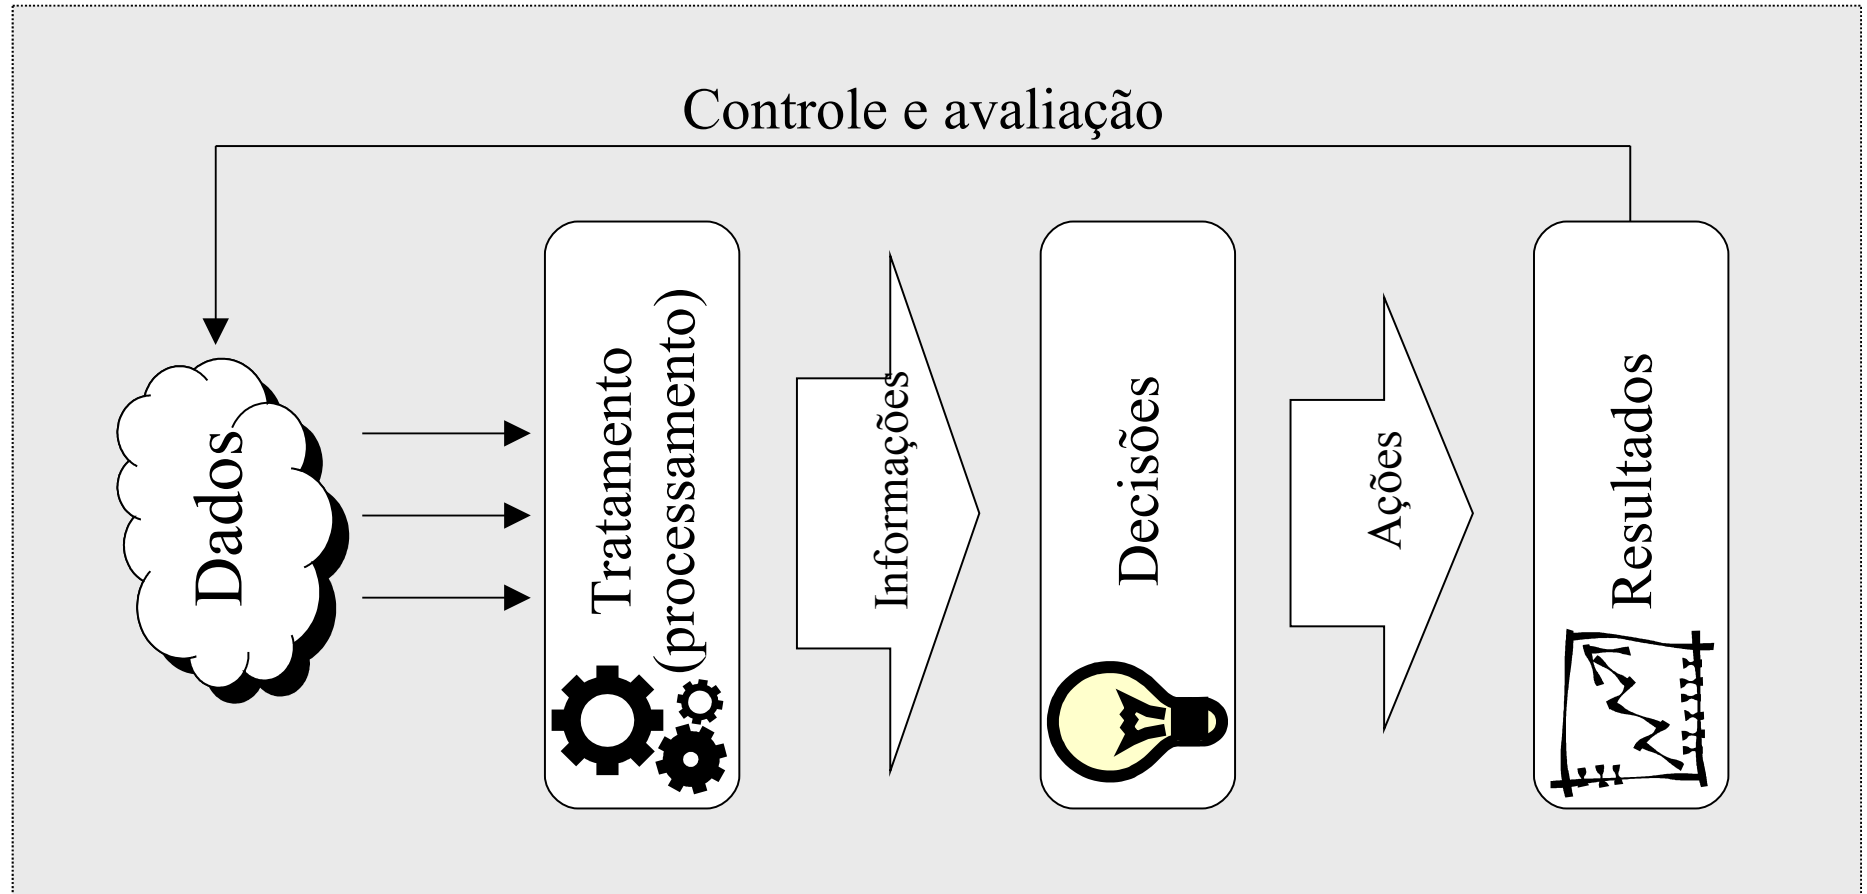 Controle e avaliação
Dados
Tratamento
(processamento)
Informações
Decisões
Ações
Resultados